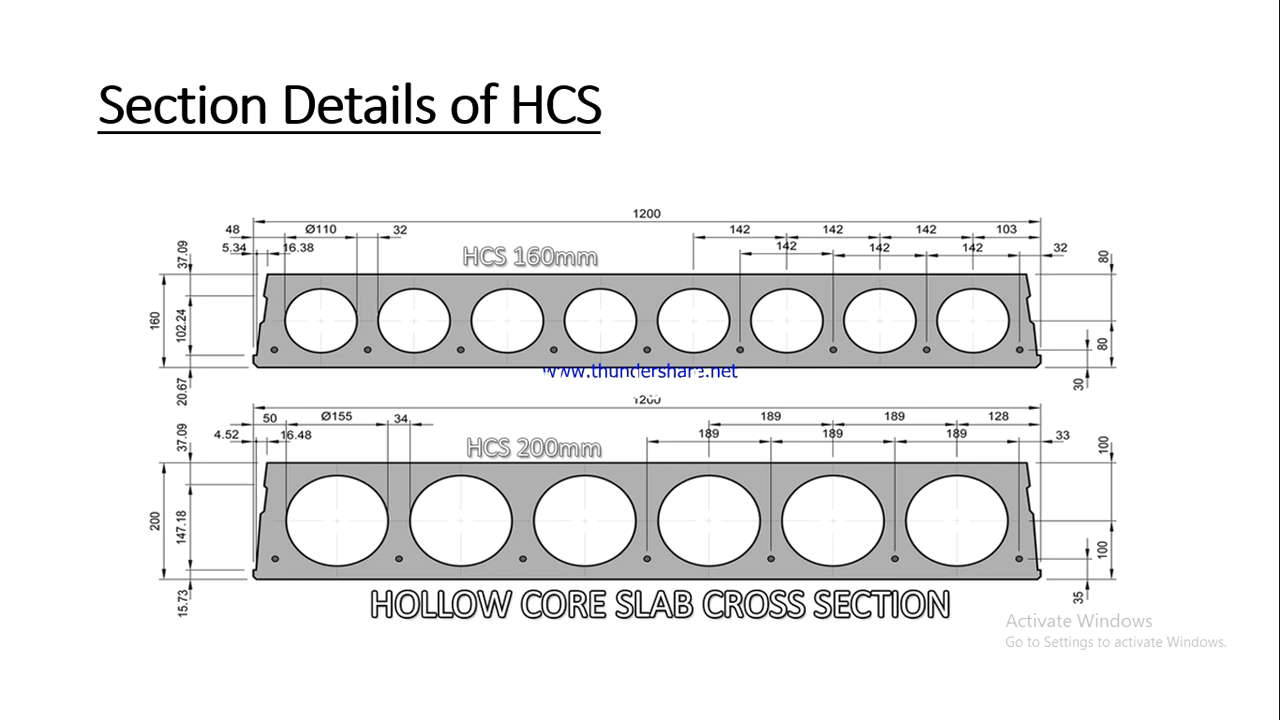 Section Details of HCS
1200
48 Ø110 32 142 142 142 103
5.34 16.38 142 142 142 32
HCS 160mm
37.09 80
160 102.24 80
20.67 30
www.thundershare.net
1200
50 Ø155 34 189 189 128
4.52 16.48 189 189 189 33
HCS 200mm
37.09 100
200 147.18 100
15.73 35
HOLLOW CORE SLAB CROSS SECTION
Activate Windows
Go to Settings to activate Windows.